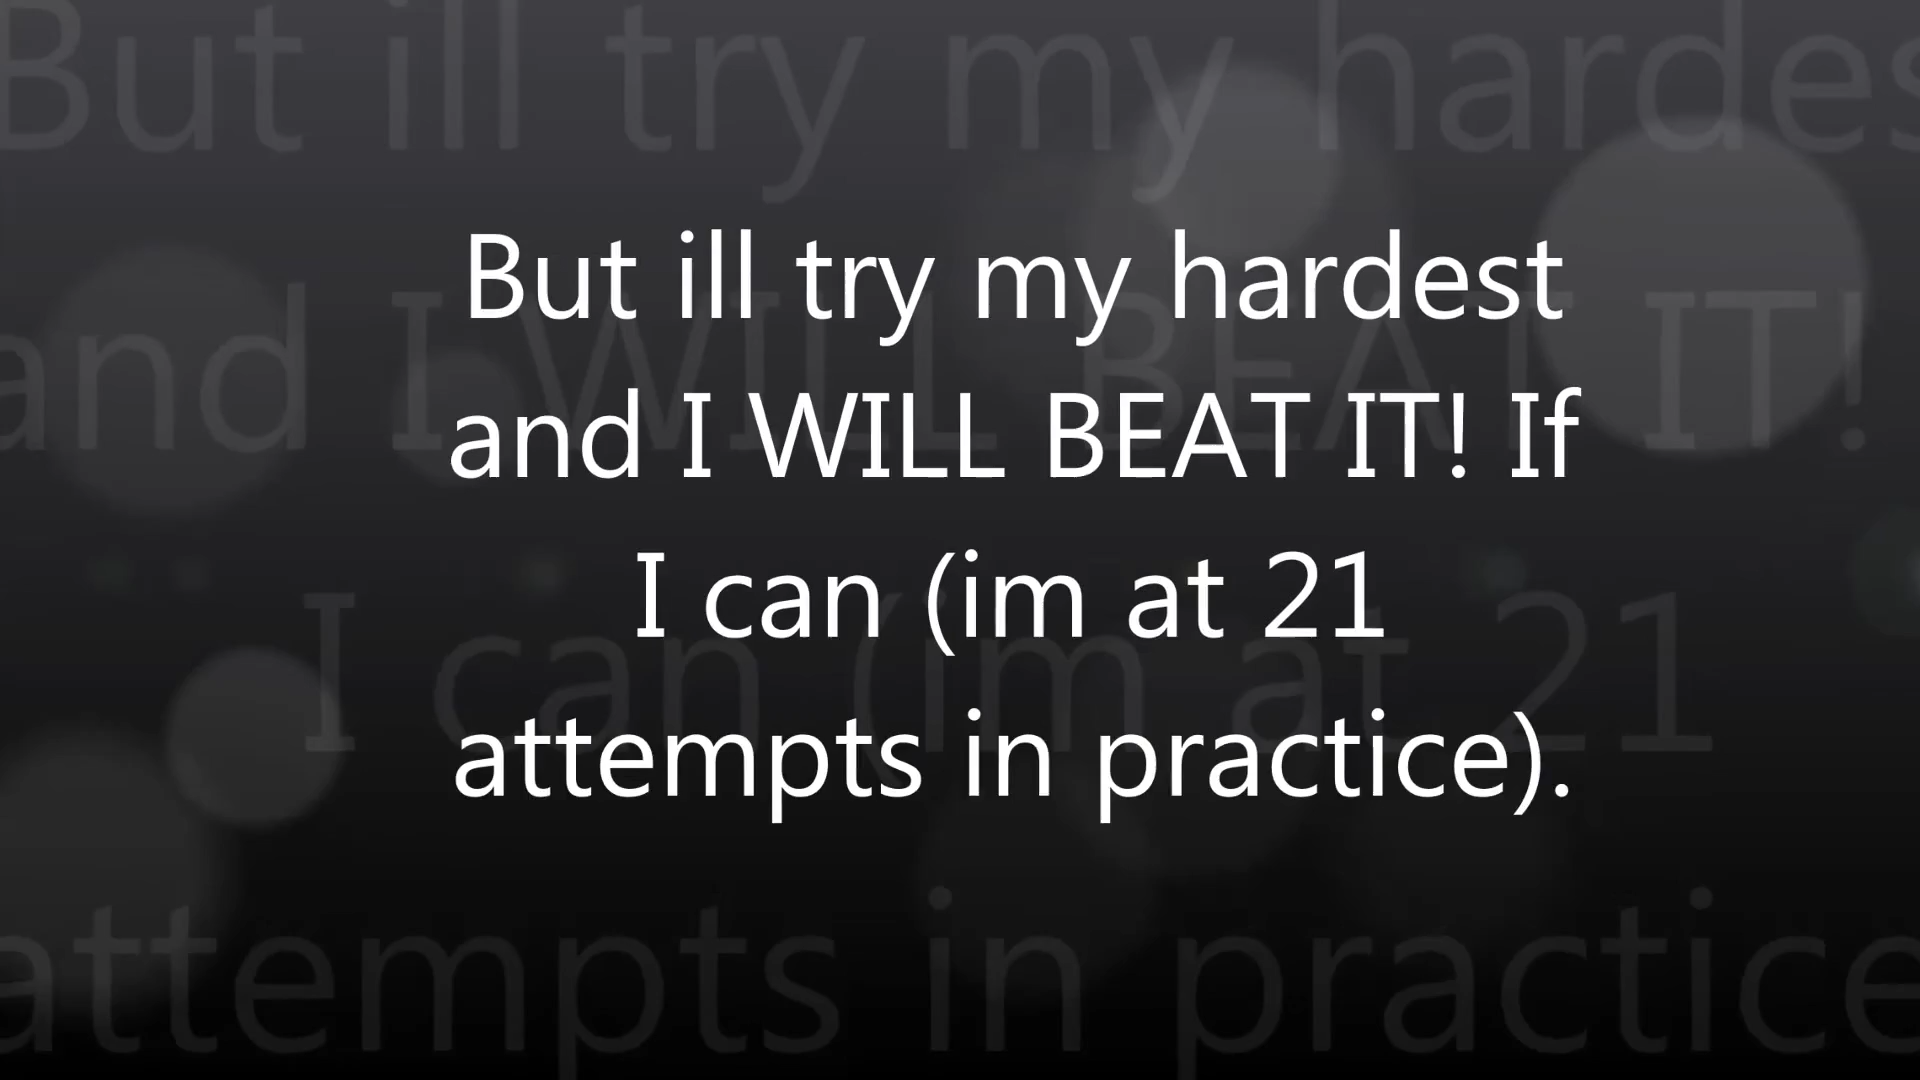 But ill try my hardest
and I WILL BEAT IT! If
I can (im at 21
attempts in practice).